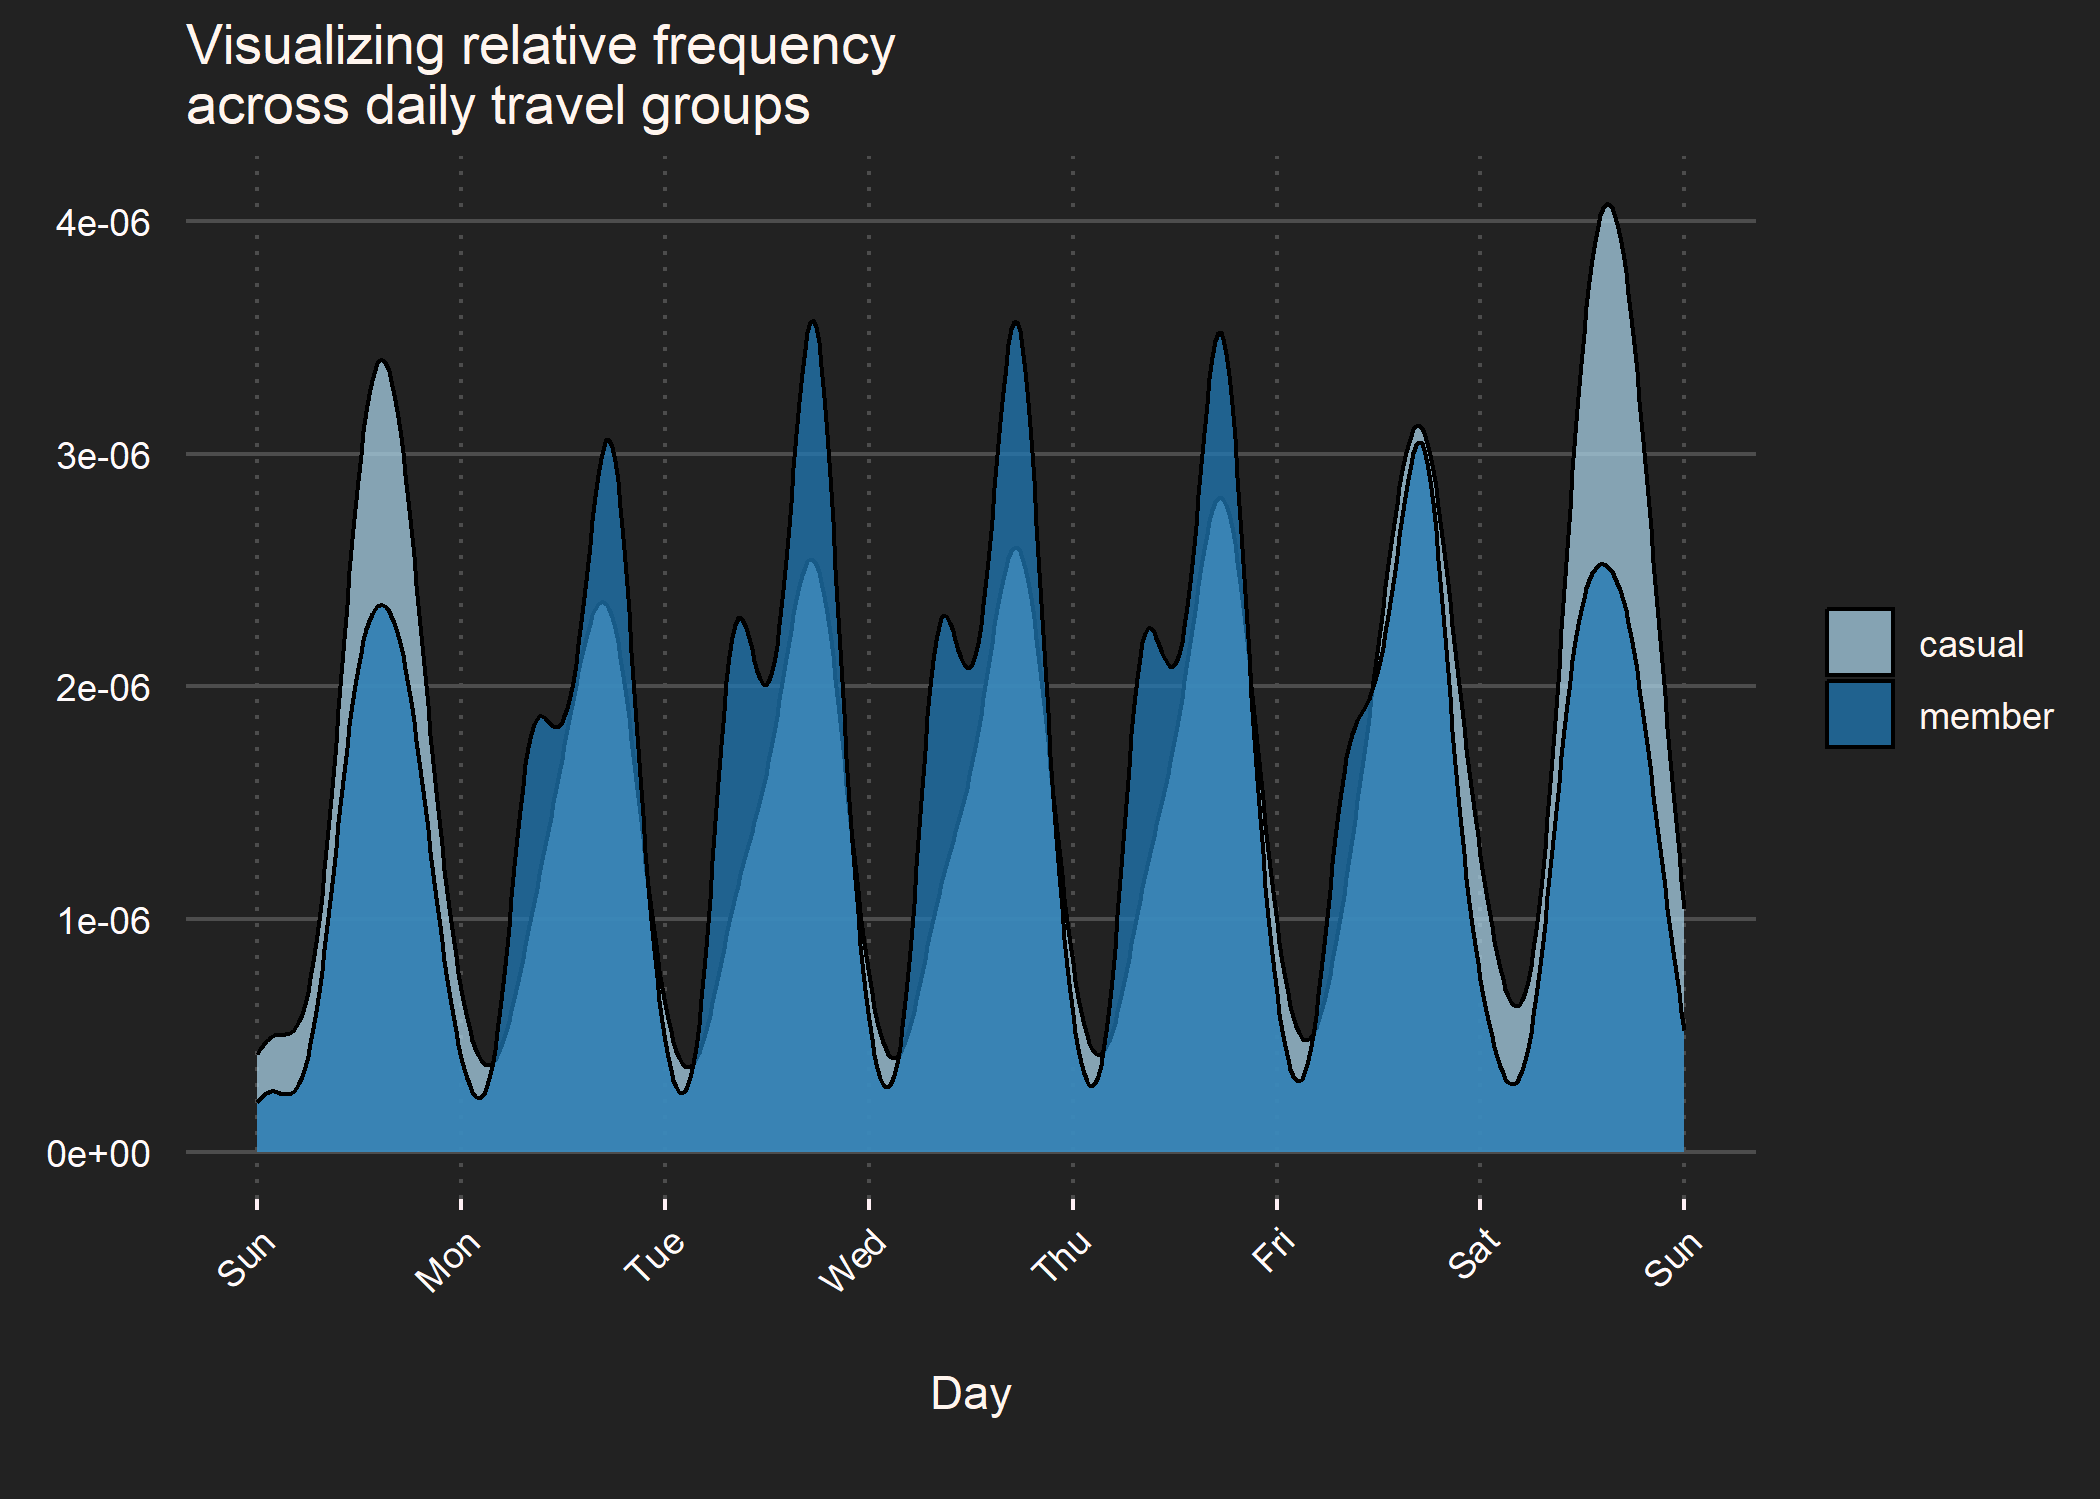 Visualizing relative frequency
across daily travel groups
4e-06
3e-06
2e-06
1e-06
0e+00
Sun
Mon
Tue
Wed
Thu
Fri
Sat
Sun
Day
casual
member